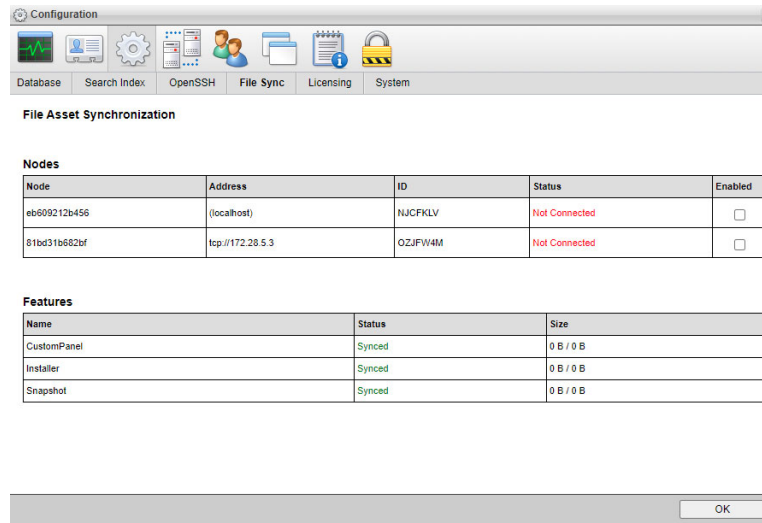 Configuration
Database Search Index OpenSSH File Sync Licensing System
File Asset Synchronization
Nodes
Node Address ID Status Enabled
eb609212b456 (localhost) NJCFKLV Not Connected
81bd31b682bf tcp://172.28.5.3 OZJFW4M Not Connected
Features
Name Status Size
CustomPanel Synced 0 B / 0 B
Installer Synced 0 B / 0 B
Snapshot Synced 0 B / 0 B
OK